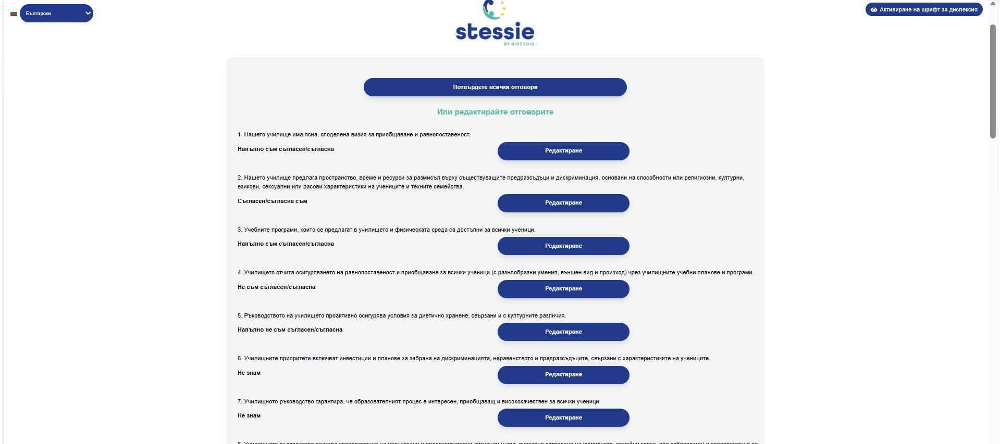 Български
Активиране на шрифт за дислексия
stessie
BY BIBESOIN
Потвърдете всички отговори
Или редактирайте отговорите
1. Нашето училище има ясна, споделена визия за приобщаване и равнопоставеност.
Напълно съм съгласен/съгласна
Редактиране
2. Нашето училище предлага пространство, време и ресурси за размисъл върху съществуващите предразсъдъци и дискриминация, основани на способности или религиозни, културни,
езикови, сексуални или расови характеристики на учениците и техните семейства.
Съгласен/съгласна съм
Редактиране
3. Учебните програми, които се предлагат в училището и физическата среда са достъпни за всички ученици.
Напълно съм съгласен/съгласна
Редактиране
4. Училището отчита осигуряването на равнопоставеност и приобщаване за всички ученици (с разнообразни умения, външен вид и произход) чрез училищните учебни планове и програми.
Не съм съгласен/съгласна
Редактиране
5. Ръководството на училището проактивно осигурява условия за диетично хранене, свързани и с културните различия.
Напълно не съм съгласен/съгласна
Редактиране
6. Училищните приоритети включват инвестиции и планове за забрана на дискриминацията, неравенството и предразсъдъците, свързани с характеристиките на учениците.
Не знам
Редактиране
7. Училищното ръководство гарантира, че образователният процес е интересен, приобщаващ и висококачествен за всички ученици.
Не знам
Редактиране